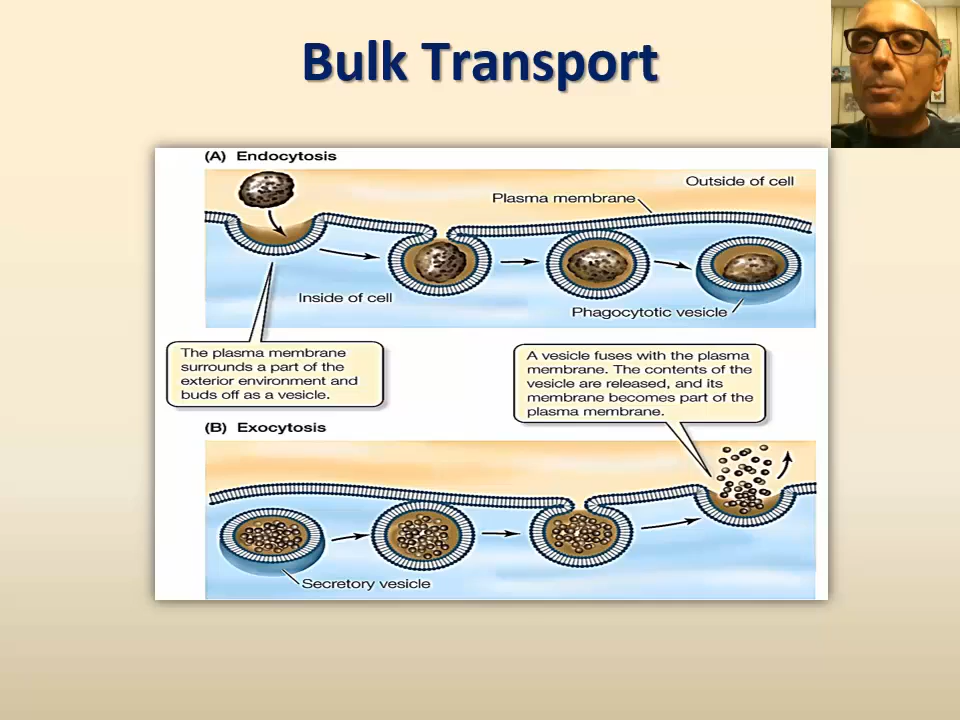 Bulk Transport
(A) Endocytosis
Outside of cell
Plasma membrane
Inside of cell
Phagocytotic vesicle
The plasma membrane
surrounds a part of the
exterior environment and
buds off as a vesicle.
A vesicle fuses with the plasma
membrane. The contents of the
vesicle are released, and its
membrane becomes part of the
plasma membrane.
(B) Exocytosis
Secretory vesicle